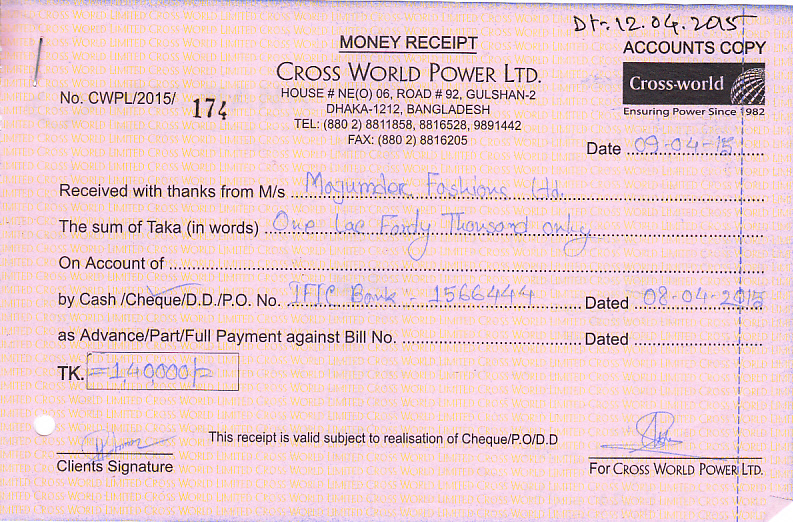 Dt-. 12.04.2015
MONEY RECEIPT
ACCOUNTS COPY
CROSS WORLD POWER LTD.
HOUSE # NE(O) 06, ROAD # 92, GULSHAN-2
DHAKA-1212, BANGLADESH
TEL: (880 2) 8811858, 8816528, 9891442
FAX: (880 2) 8816205
Cross-world
Ensuring Power Since 1982
No. CWPL/2015/ 174
Date 09-04-15
Received with thanks from M/s Majumder Fashions Ltd.
The sum of Taka (in words) One lac Fordy Thousand only
On Account of
by Cash /Cheque/D.D./P.O. No. IFIC Bank :- 1566444 Dated 08-04-2015
as Advance/Part/Full Payment against Bill No. Dated
TK. =1,40,000/=
This receipt is valid subject to realisation of Cheque/P.O/D.D
Clients Signature
For CROSS WORLD POWER LTD.